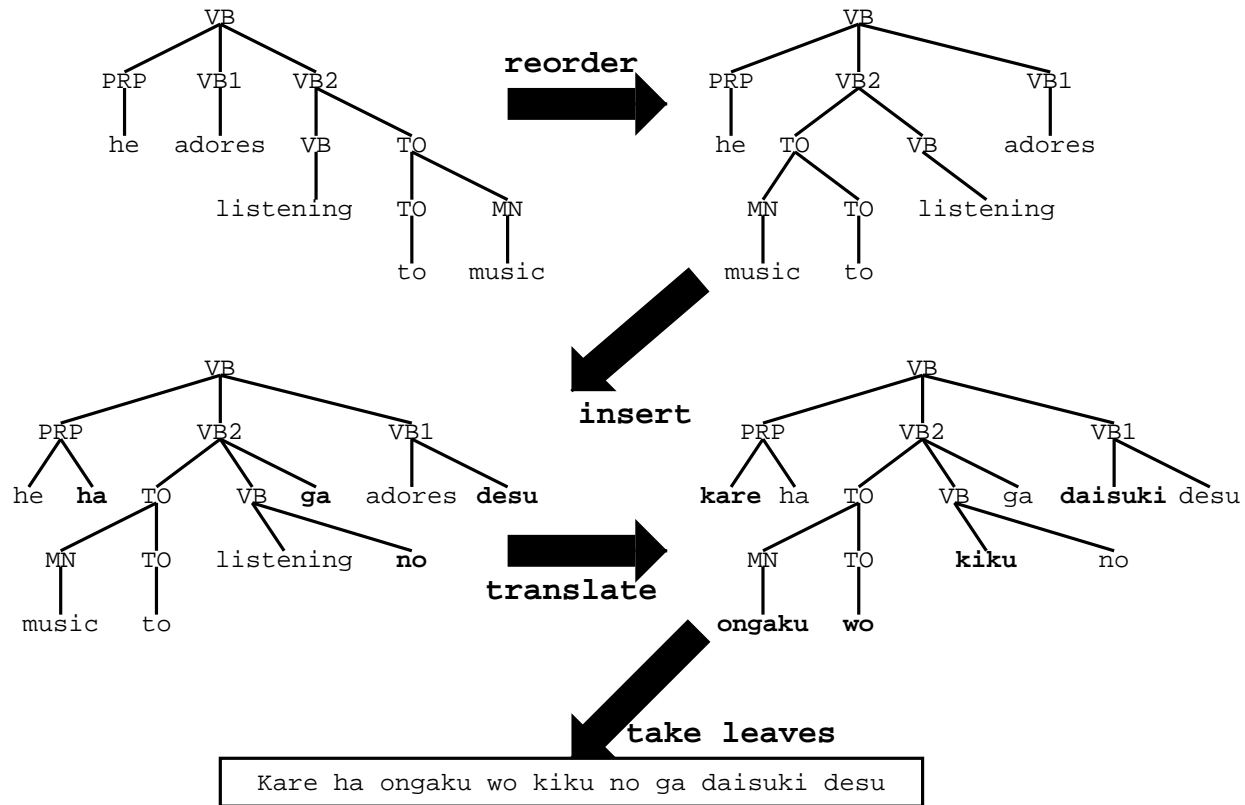 VB VB
reorder
PRP VB1 VB2 PRP VB2 VB1
he adores VB TO he TO VB adores
listening TO MN MN TO listening
to music music to
VB VB
insert
PRP VB2 VB1 PRP VB2 VB1
he ha TO VB ga adores desu kare ha TO VB ga daisuki desu
MN TO listening no MN TO kiku no
translate
music to ongaku wo
take leaves
Kare ha ongaku wo kiku no ga daisuki desu